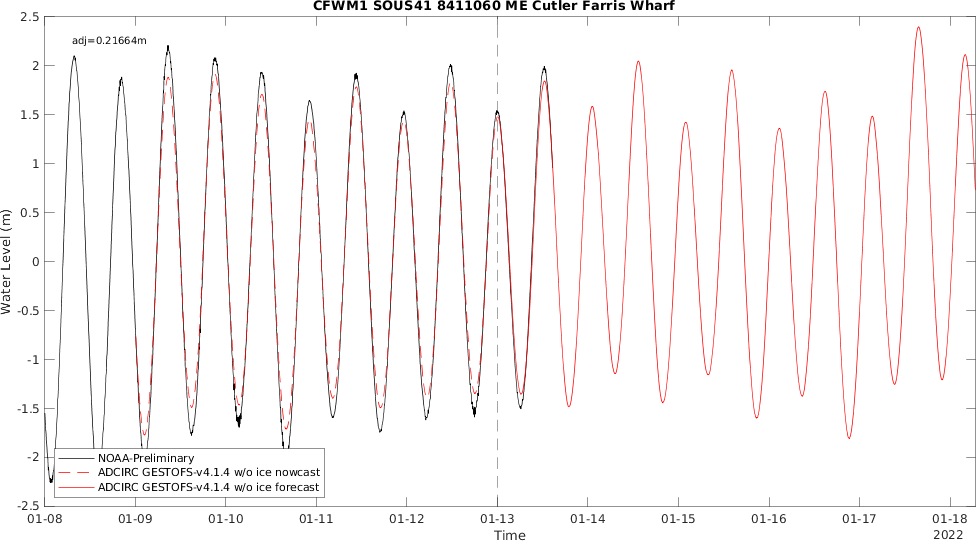 CFWM1 SOUS41 8411060 ME Cutler Farris Wharf
adj=0.21664m
2.5
2
1.5
1
0.5
0
-0.5
-1
-1.5
-2
-2.5
Water Level (m)
NOAA-Preliminary
ADCIRC GESTOFS-v4.1.4 w/o ice nowcast
ADCIRC GESTOFS-v4.1.4 w/o ice forecast
01-08 01-09 01-10 01-11 01-12 01-13 01-14 01-15 01-16 01-17 01-18
Time
2022